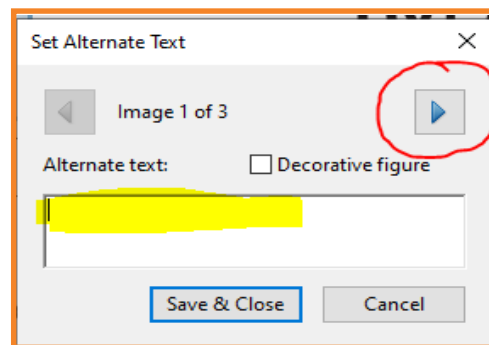 Set Alternate Text
Image 1 of 3
Alternate text:
Decorative figure
Save & Close
Cancel